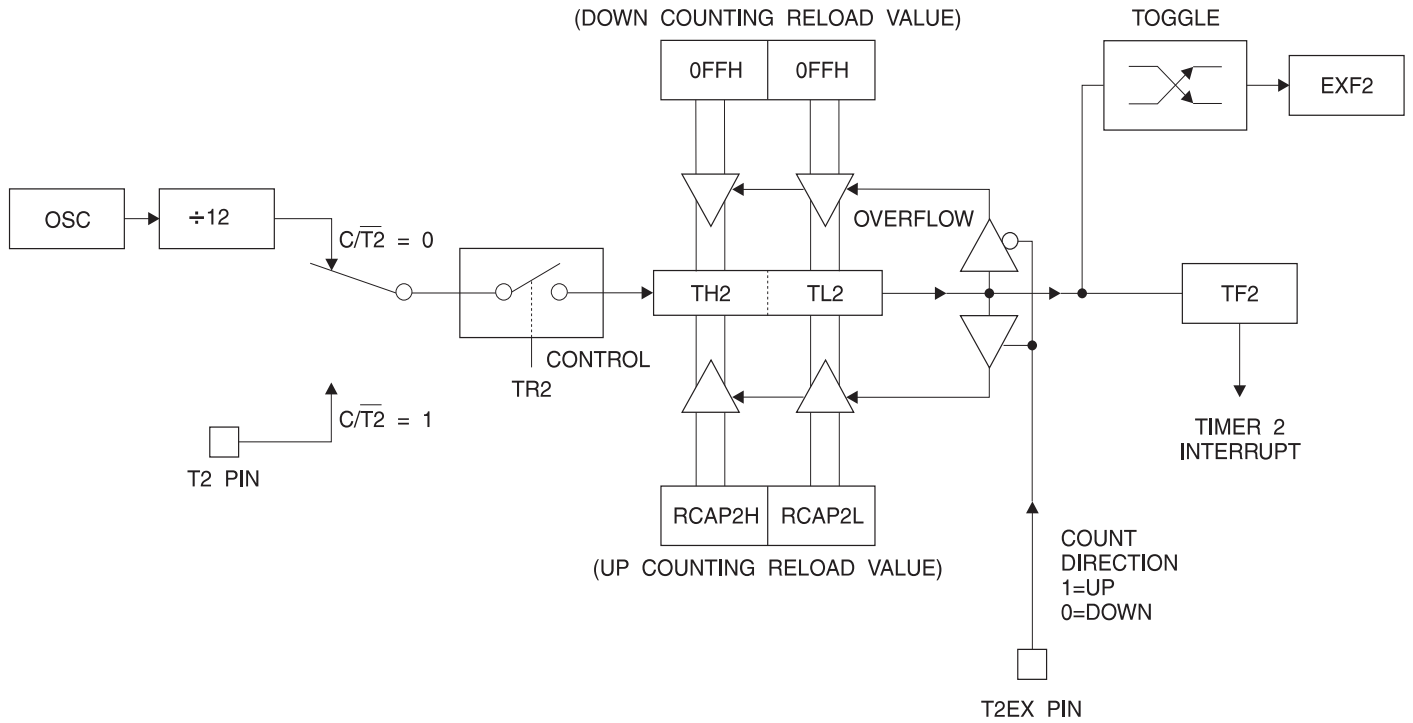 (DOWN COUNTING RELOAD VALUE)
TOGGLE
0FFH
0FFH
EXF2
OSC
÷12
C/T2̅ = 0
OVERFLOW
TH2
TL2
TF2
CONTROL
TR2
C/T2̅ = 1
T2 PIN
TIMER 2
INTERRUPT
RCAP2H
RCAP2L
(UP COUNTING RELOAD VALUE)
COUNT
DIRECTION
1=UP
0=DOWN
T2EX PIN